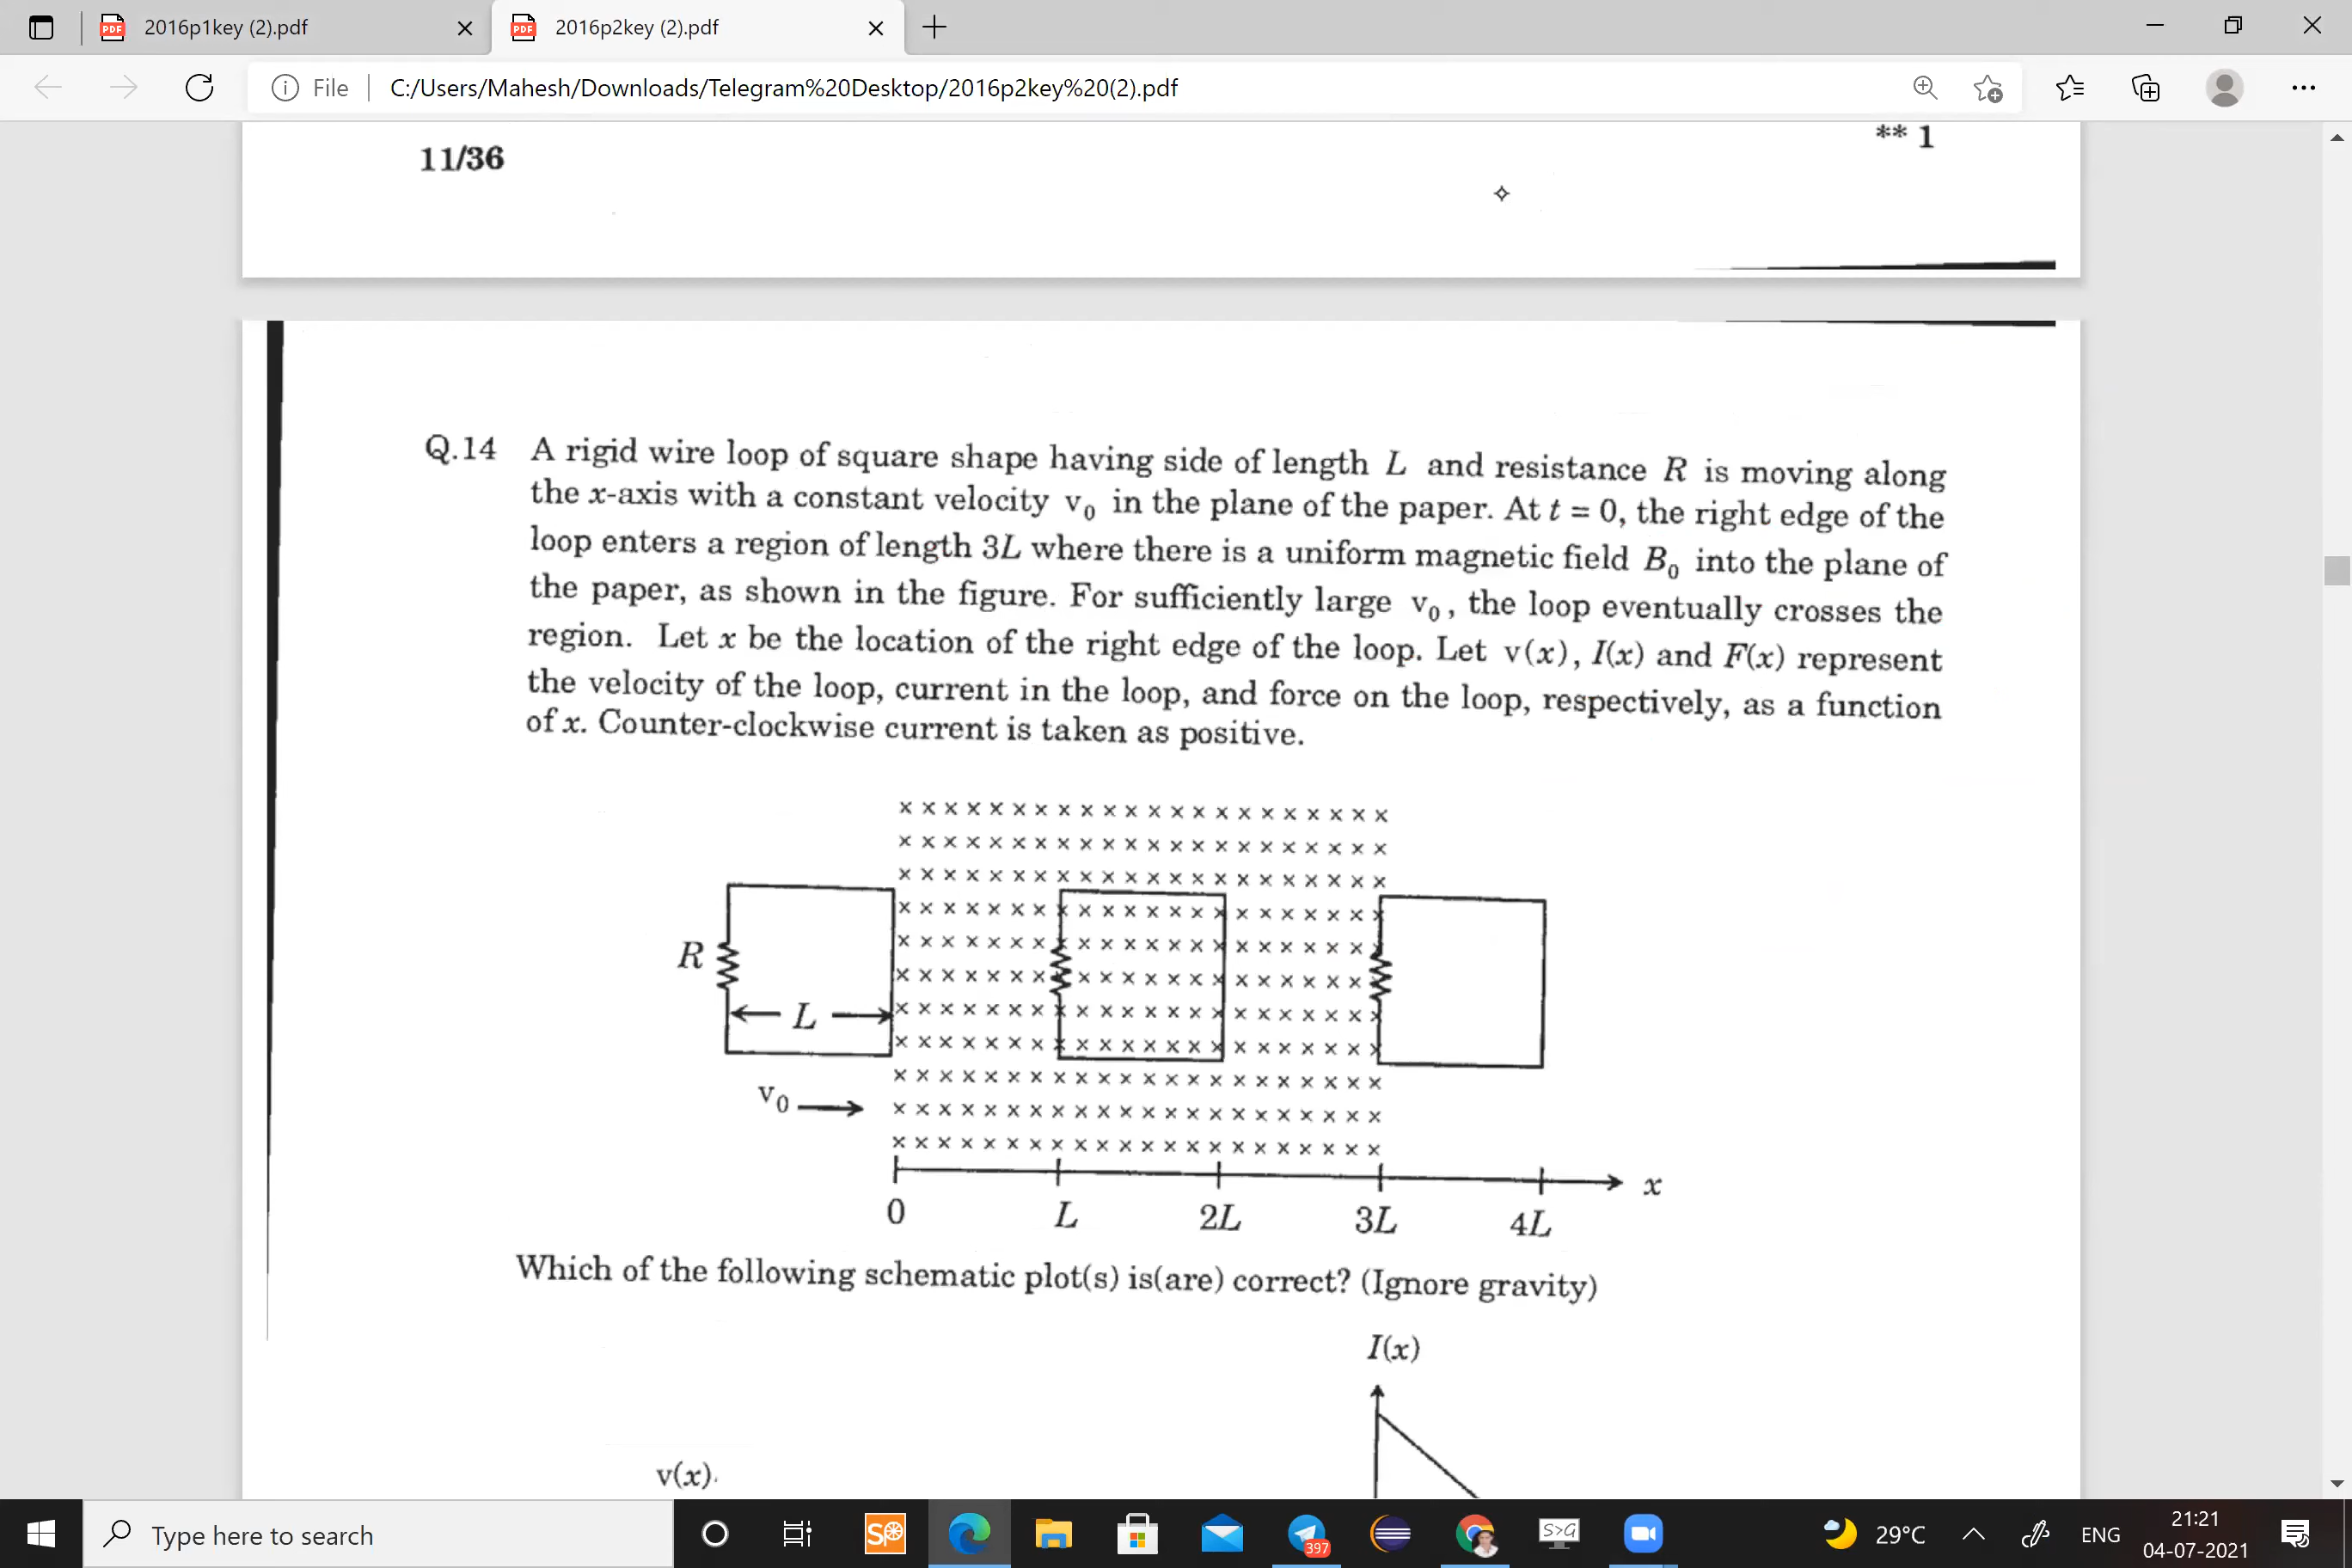 2016p1key (2).pdf
2016p2key (2).pdf
File
C:/Users/Mahesh/Downloads/Telegram%20Desktop/2016p2key%20(2).pdf
11/36
** 1
Q.14 A rigid wire loop of square shape having side of length L and resistance R is moving along
the x-axis with a constant velocity v₀ in the plane of the paper. At t = 0, the right edge of the
loop enters a region of length 3L where there is a uniform magnetic field B₀ into the plane of
the paper, as shown in the figure. For sufficiently large v₀, the loop eventually crosses the
region. Let x be the location of the right edge of the loop. Let v(x), I(x) and F(x) represent
the velocity of the loop, current in the loop, and force on the loop, respectively, as a function
of x. Counter-clockwise current is taken as positive.
R
L
v₀
x
0 L 2L 3L 4L
Which of the following schematic plot(s) is(are) correct? (Ignore gravity)
I(x)
v(x)
Type here to search
397
S>G
29°C
ENG
21:21
04-07-2021